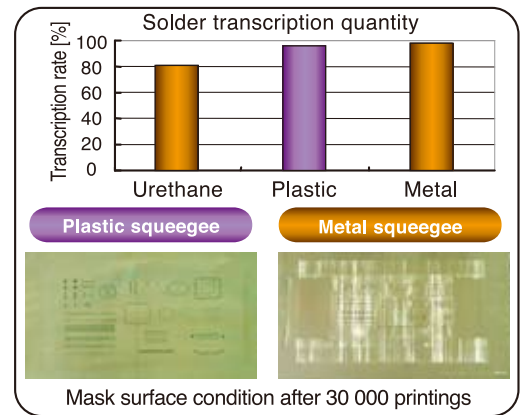 Solder transcription quantity
Transcription rate [%]
100
80
60
40
20
0
Urethane Plastic Metal
Plastic squeegee Metal squeegee
Mask surface condition after 30 000 printings